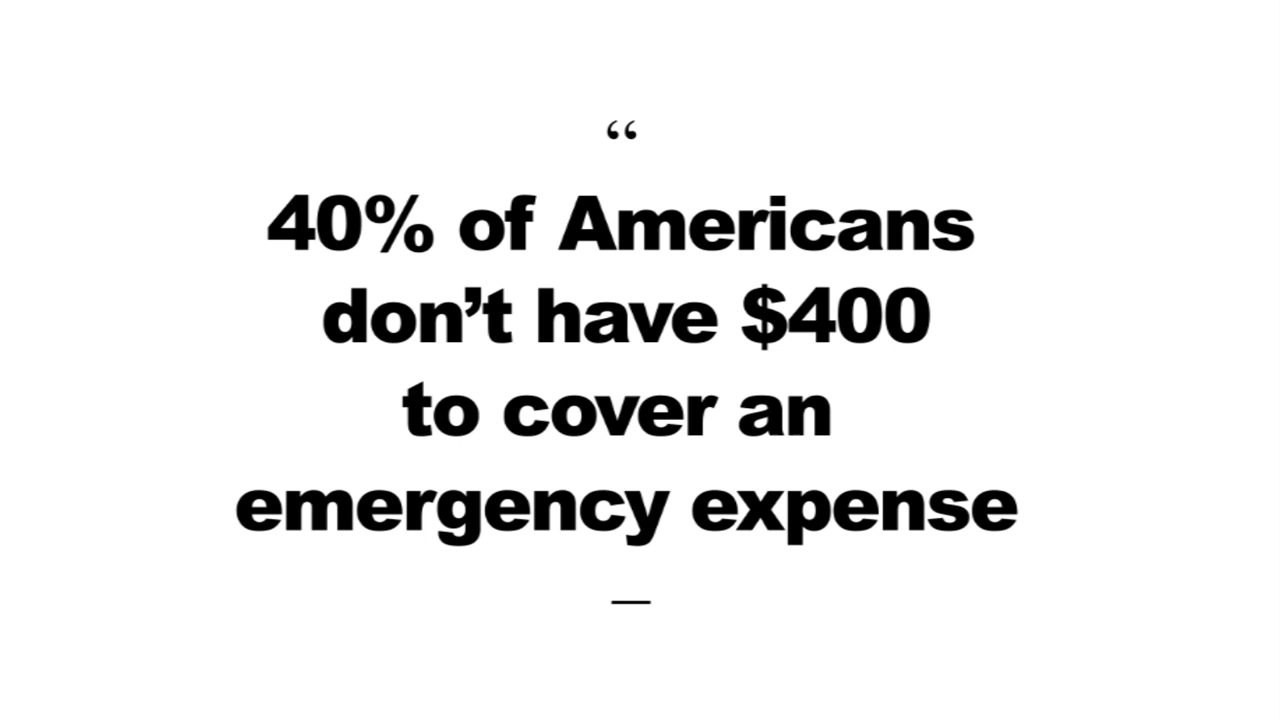 “
40% of Americans
don’t have $400
to cover an
emergency expense
—